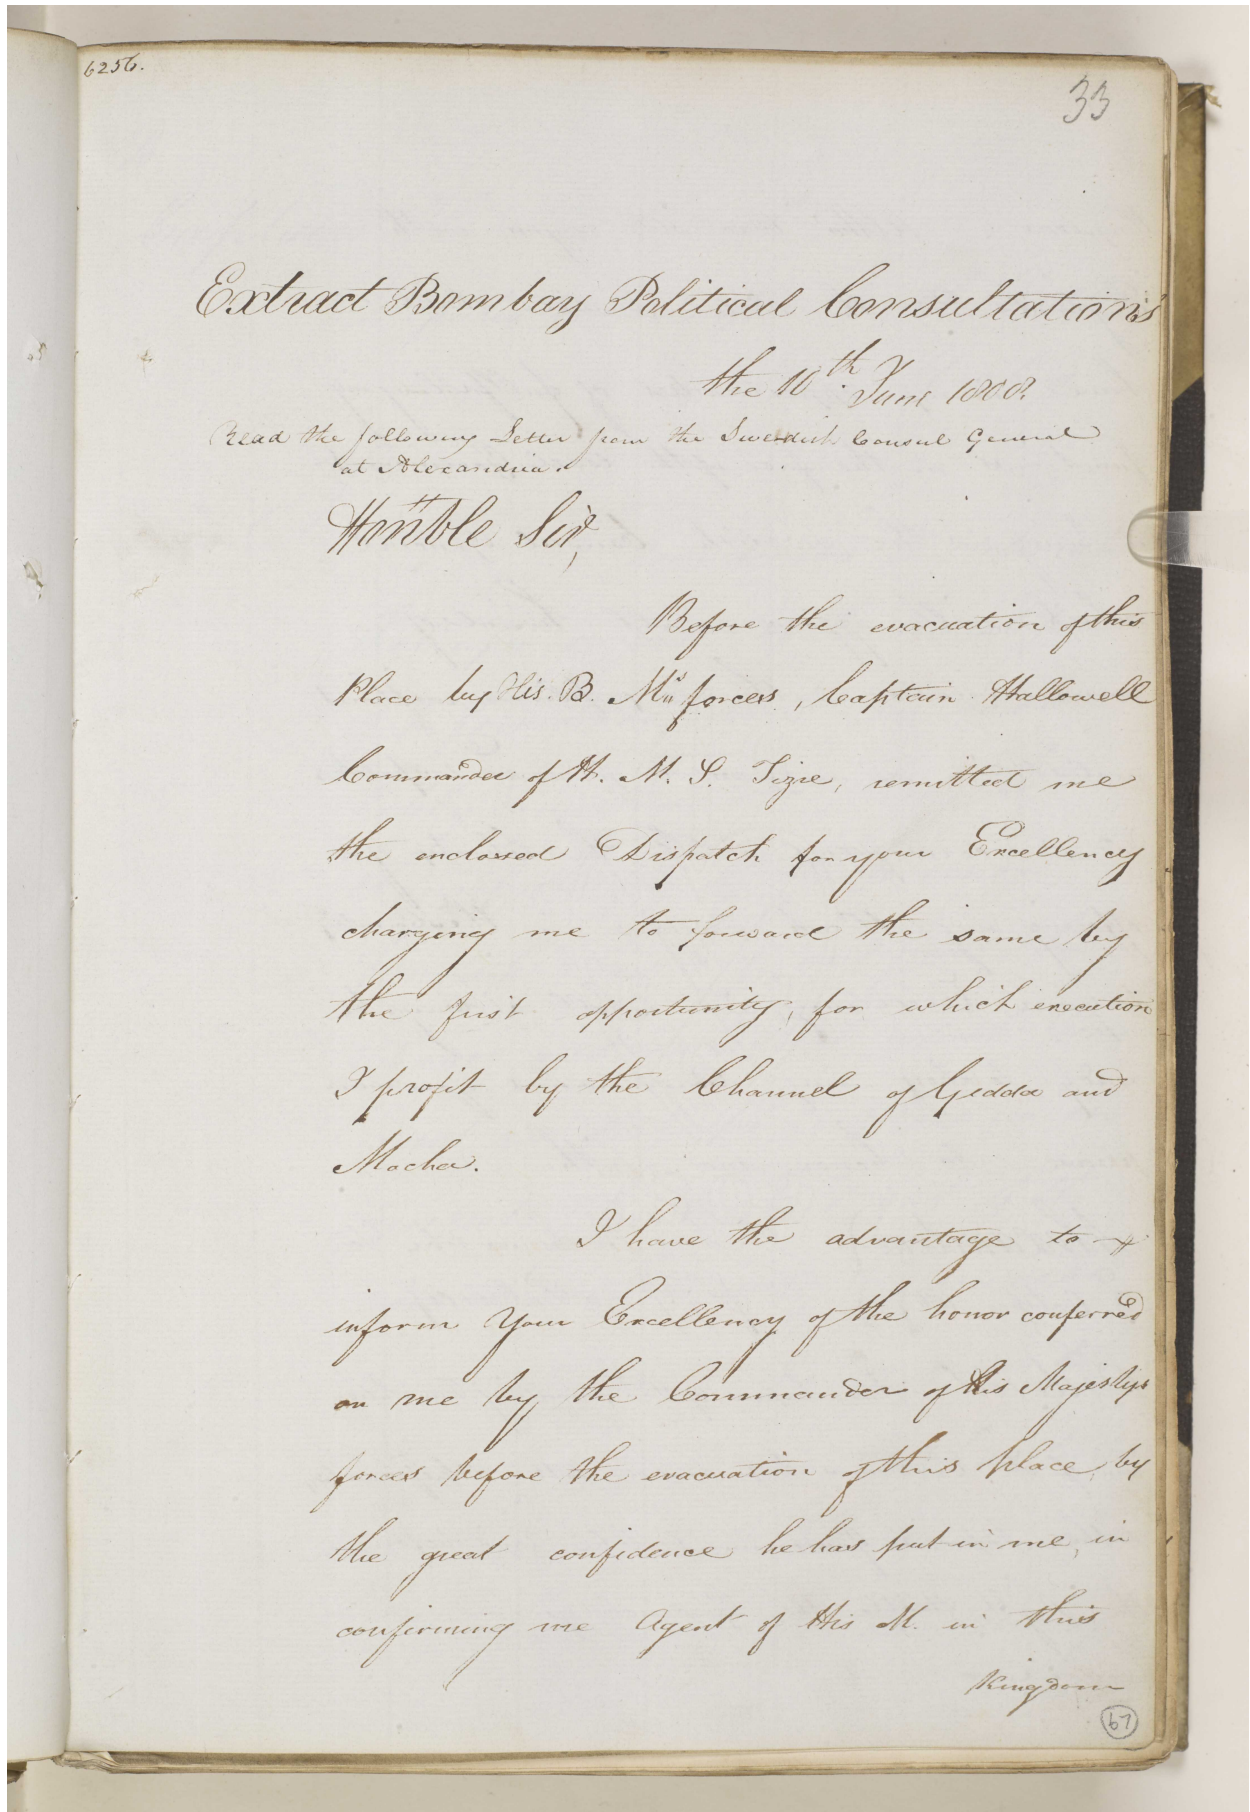 6256.
33
Extract Bombay Political Consultations
the 10th June 1808.
Read the following Letter from the Swedish Consul General
at Alexandria.
Hon'ble Sir,
Before the evacuation of this
Place by His. B. M's forces, Captain Hallowell
Commander of H. M. S. Tigre, remitted me
the enclosed Dispatch for your Excellency
charging me to forward the same by
the first opportunity, for which execution
I profit by the Channel of Gedda and
Mocha.
I have the advantage to
inform Your Excellency of the honor conferred
on me by the Commander of His Majestys
forces before the evacuation of this place, by
the great confidence he has put in me, in
confirming me Agent of His M. in this
Kingdom
67